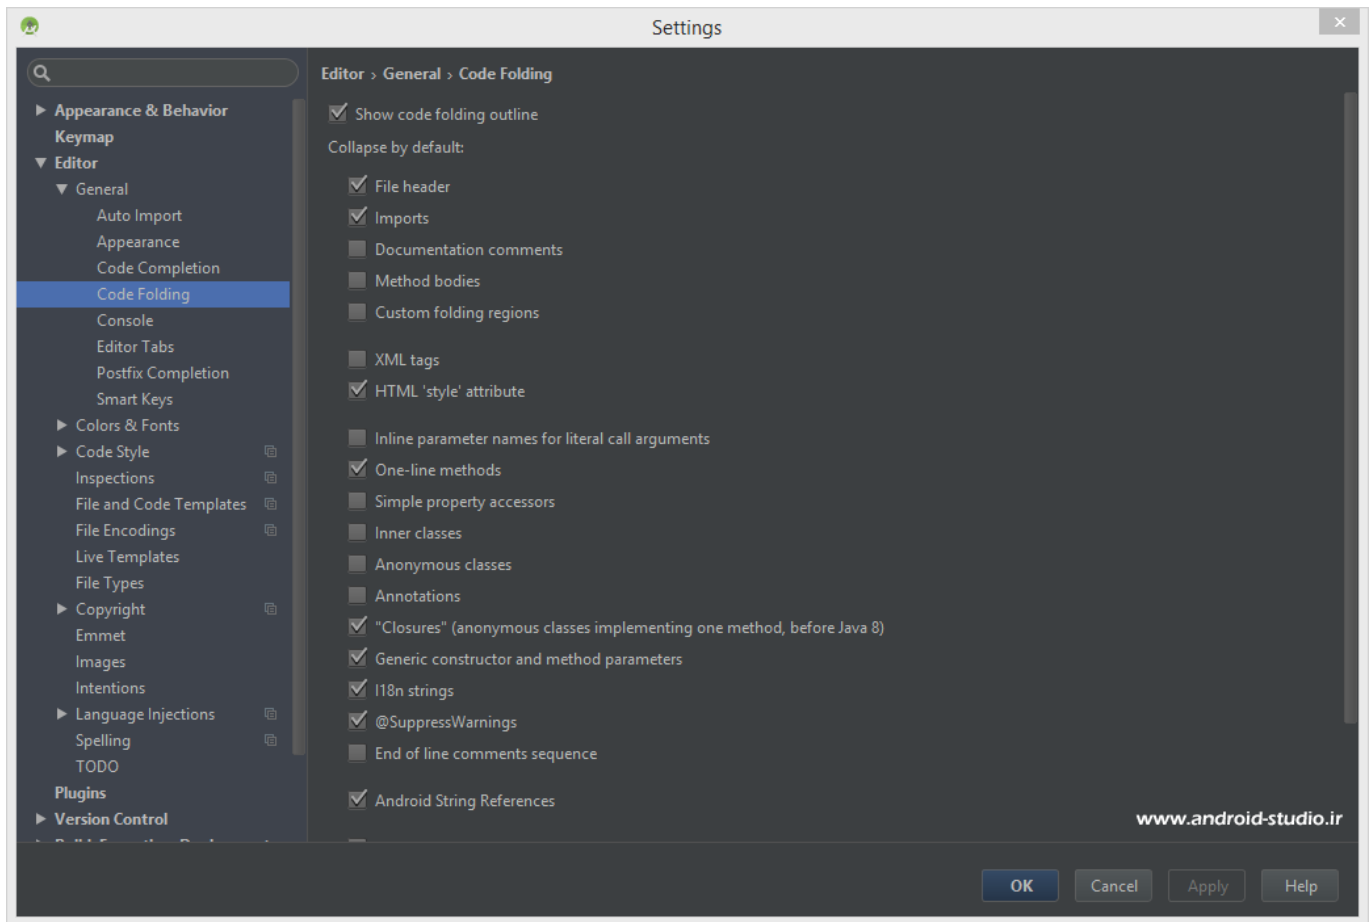 Settings
Editor › General › Code Folding
Appearance & Behavior
Keymap
Editor
General
Auto Import
Appearance
Code Completion
Code Folding
Console
Editor Tabs
Postfix Completion
Smart Keys
Colors & Fonts
Code Style
Inspections
File and Code Templates
File Encodings
Live Templates
File Types
Copyright
Emmet
Images
Intentions
Language Injections
Spelling
TODO
Plugins
Version Control
Show code folding outline
Collapse by default:
File header
Imports
Documentation comments
Method bodies
Custom folding regions
XML tags
HTML 'style' attribute
Inline parameter names for literal call arguments
One-line methods
Simple property accessors
Inner classes
Anonymous classes
Annotations
"Closures" (anonymous classes implementing one method, before Java 8)
Generic constructor and method parameters
I18n strings
@SuppressWarnings
End of line comments sequence
Android String References
www.android-studio.ir
OK
Cancel
Apply
Help